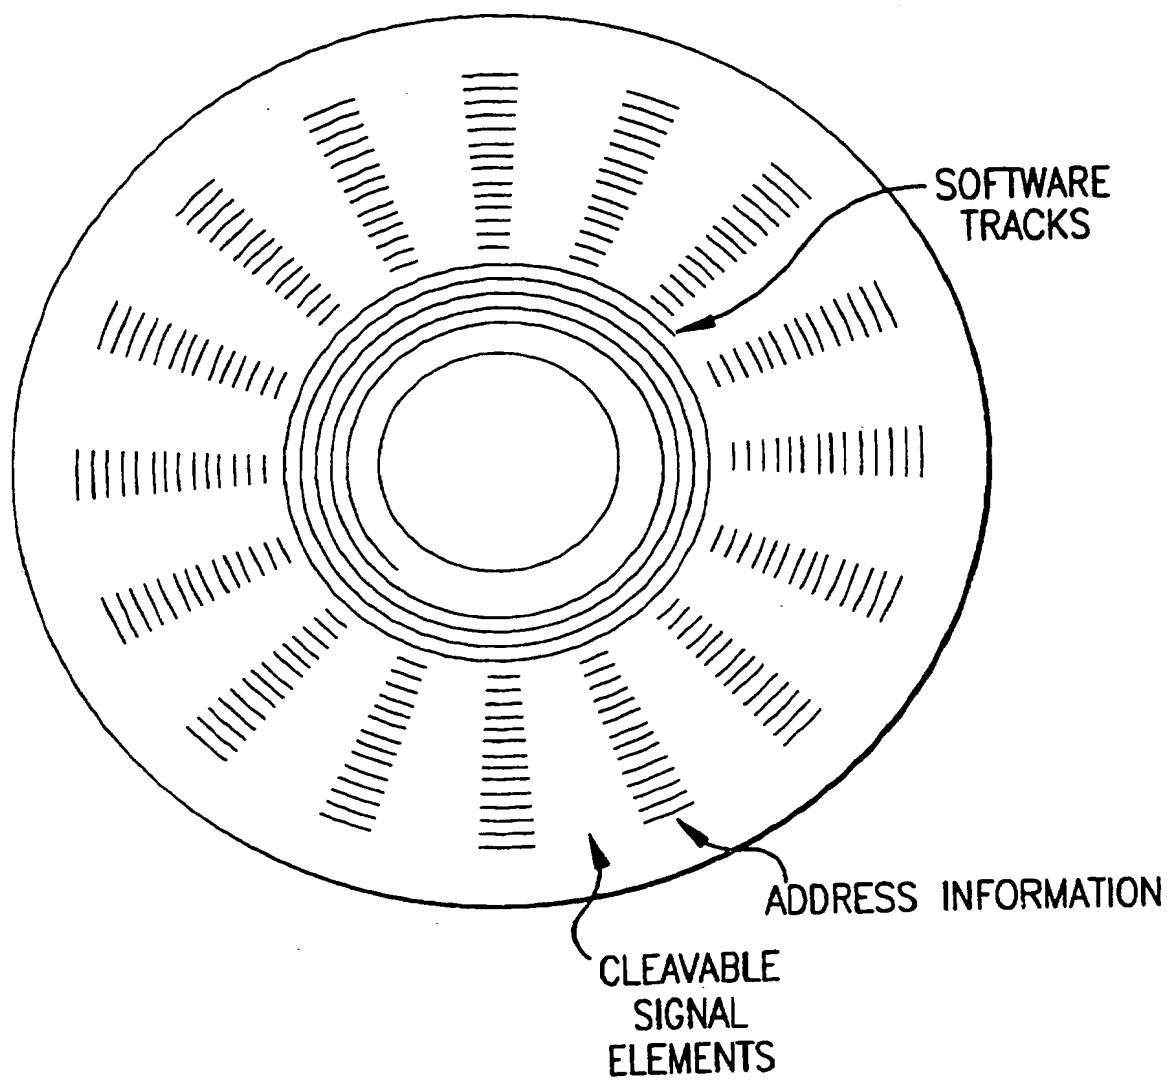 SOFTWARE
TRACKS
ADDRESS INFORMATION
CLEAVABLE
SIGNAL
ELEMENTS